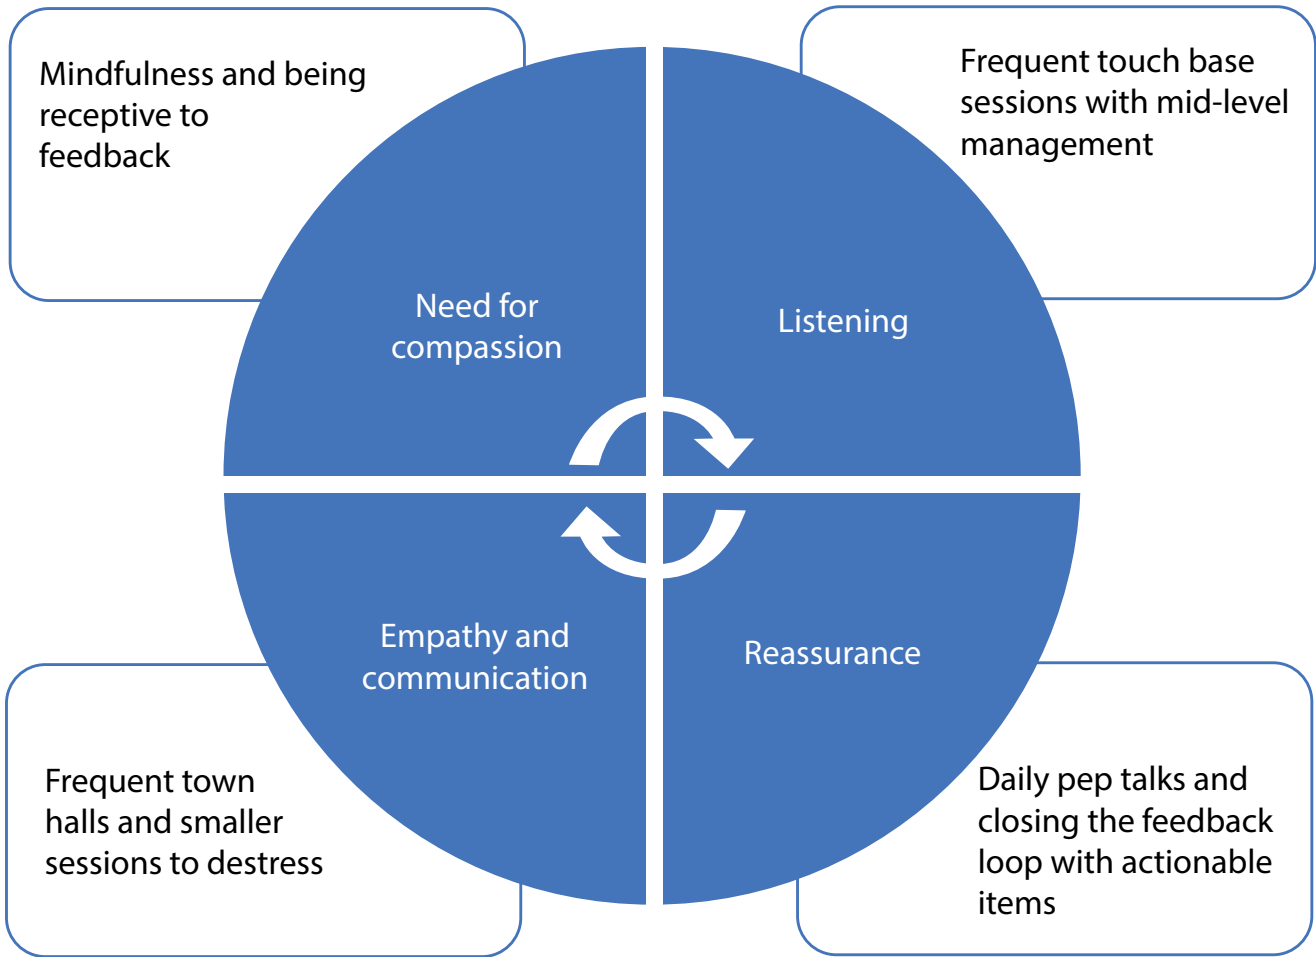 Mindfulness and being
receptive to
feedback
Frequent touch base
sessions with mid-level
management
Need for
compassion
Listening
Empathy and
communication
Reassurance
Frequent town
halls and smaller
sessions to destress
Daily pep talks and
closing the feedback
loop with actionable
items